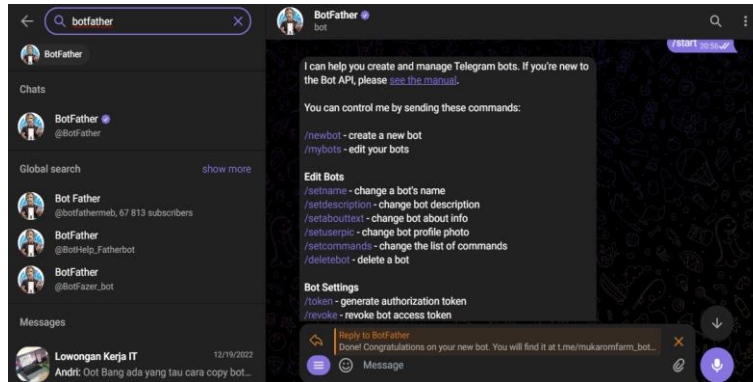 botfather
BotFather
Chats
BotFather
@BotFather
Global search show more
Bot Father
@botfathermeb, 67 813 subscribers
BotFather
@BotHelp_Fatherbot
BotFather
@BotFazer_bot
Messages
Lowongan Kerja IT 12/19/2022
Andri: Oot Bang ada yang tau cara copy bot...
BotFather
bot
/start 20:56
I can help you create and manage Telegram bots. If you're new to
the Bot API, please see the manual.
You can control me by sending these commands:
/newbot - create a new bot
/mybots - edit your bots
Edit Bots
/setname - change a bot's name
/setdescription - change bot description
/setabouttext - change bot about info
/setuserpic - change bot profile photo
/setcommands - change the list of commands
/deletebot - delete a bot
Bot Settings
/token - generate authorization token
/revoke - revoke bot access token
Reply to BotFather
Done! Congratulations on your new bot. You will find it at t.me/mukaromfarm_bot...
Message